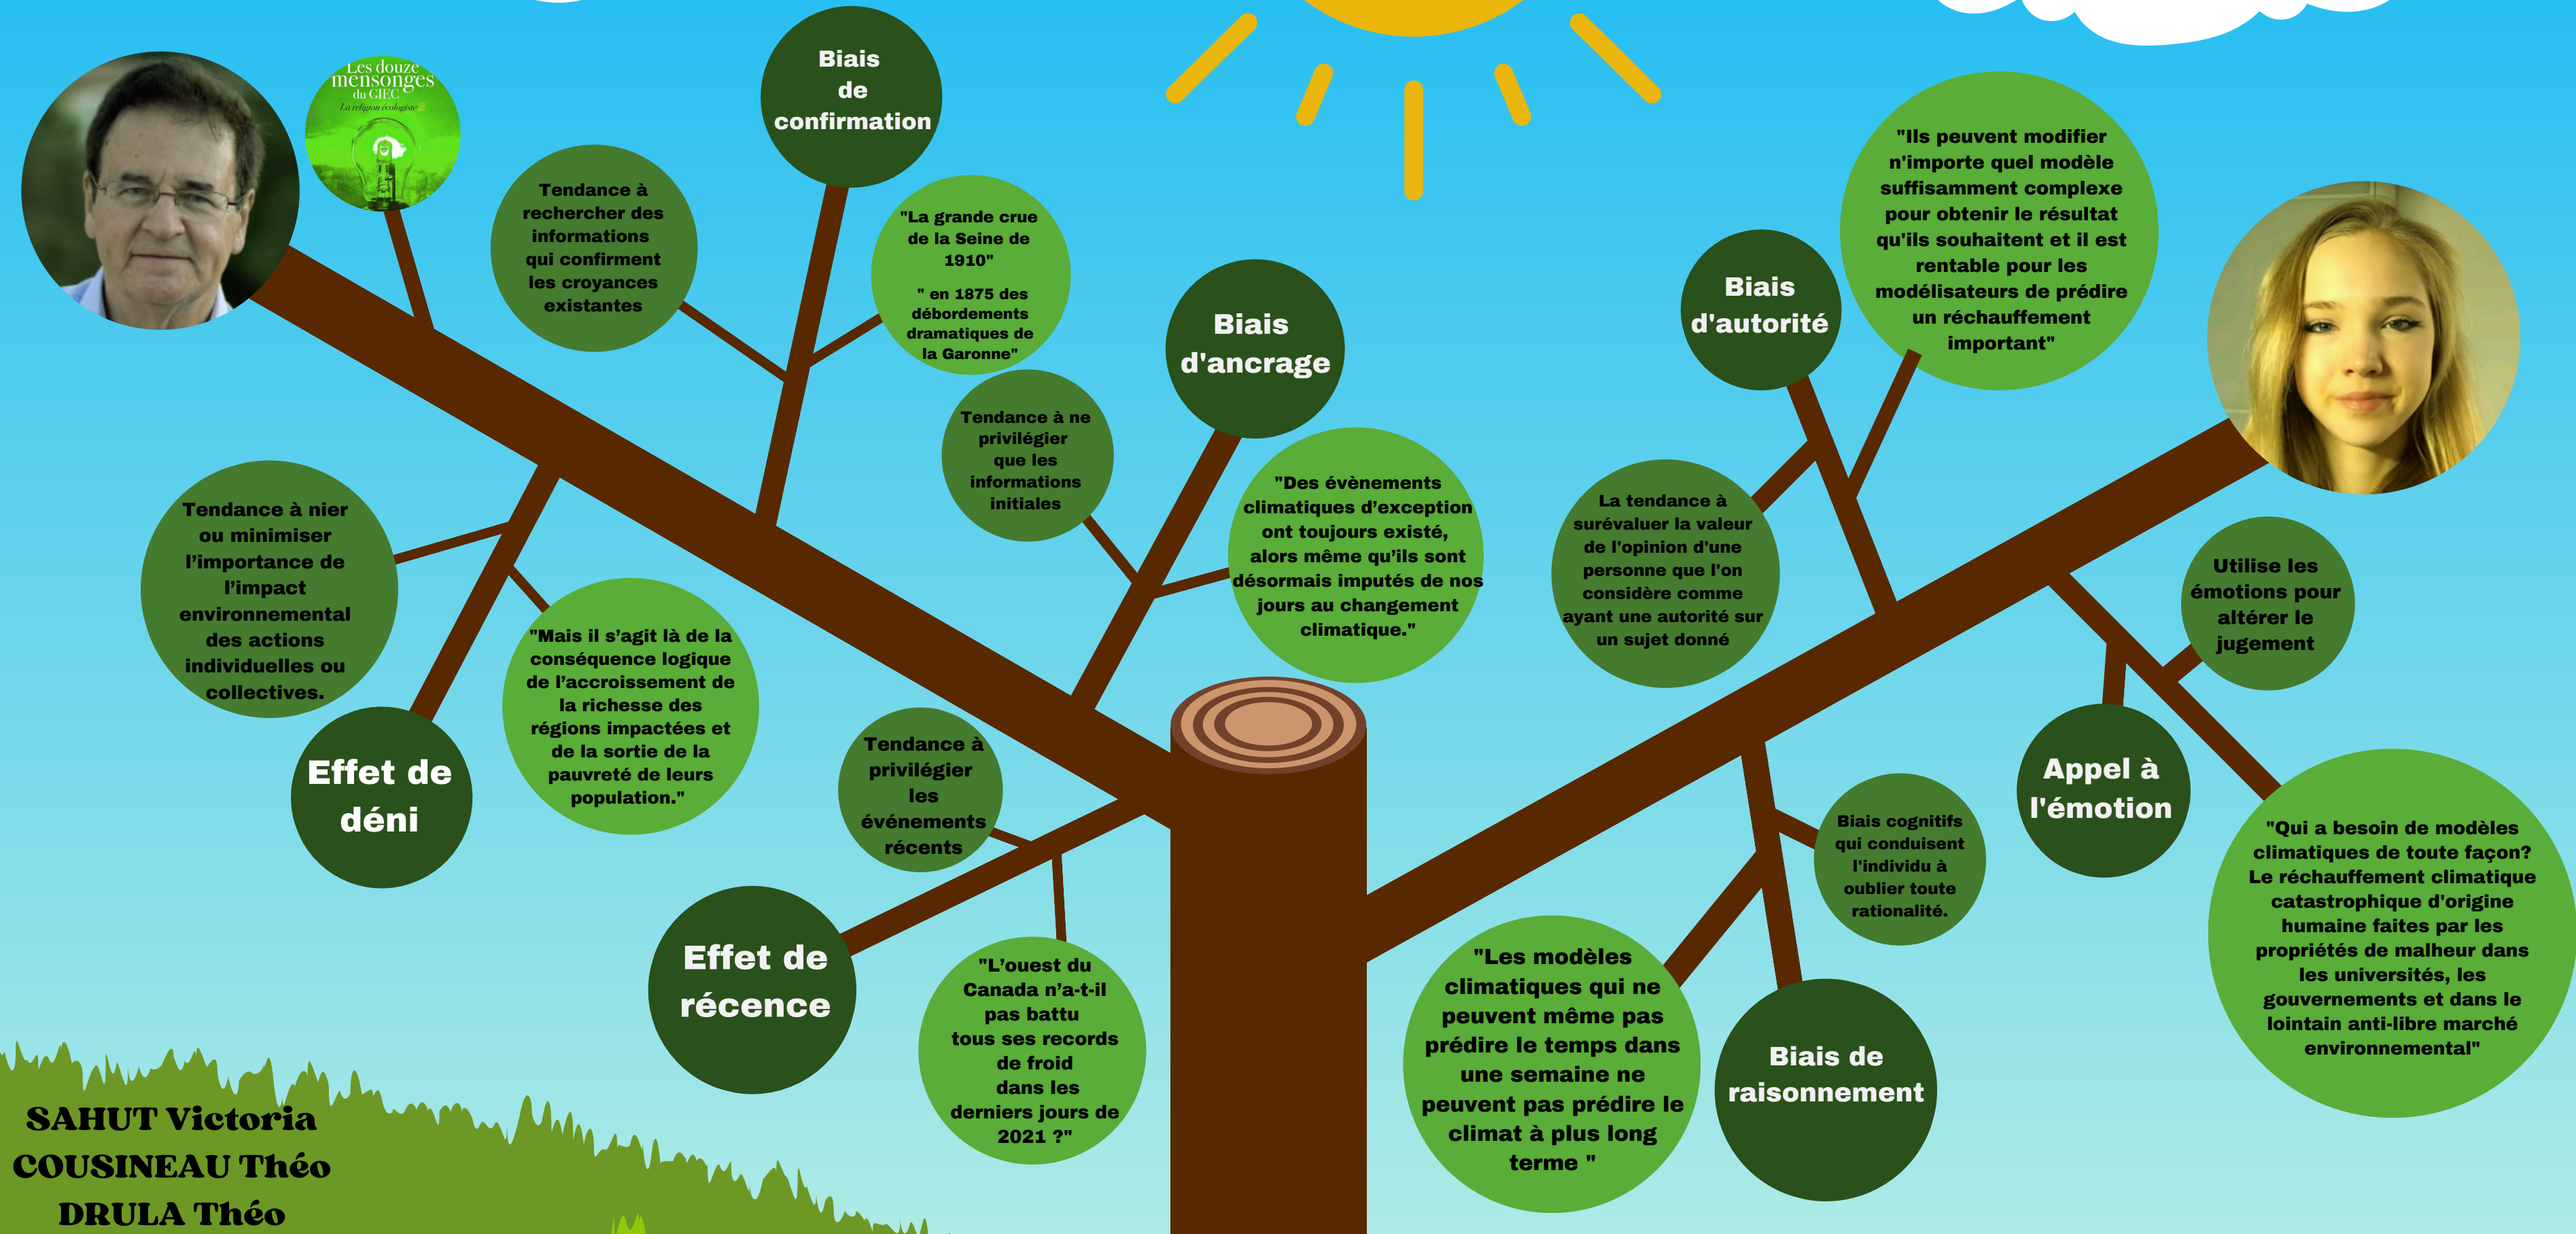 Les douze
mensonges
du GIEC
La religion écologiste 2
Biais
de
confirmation
Tendance à
rechercher des
informations
qui confirment
les croyances
existantes
"La grande crue
de la Seine de
1910"
" en 1875 des
débordements
dramatiques de
la Garonne"
Biais
d'ancrage
Tendance à ne
privilégier
que les
informations
initiales
"Des évènements
climatiques d’exception
ont toujours existé,
alors même qu’ils sont
désormais imputés de nos
jours au changement
climatique."
Tendance à nier
ou minimiser
l’importance de
l’impact
environnemental
des actions
individuelles ou
collectives.
Effet de
déni
"Mais il s’agit là de la
conséquence logique
de l’accroissement de
la richesse des
régions impactées et
de la sortie de la
pauvreté de leurs
population."
Tendance à
privilégier
les
événements
récents
Effet de
récence
"L’ouest du
Canada n’a-t-il
pas battu
tous ses records
de froid
dans les
derniers jours de
2021 ?"
Biais
d'autorité
"Ils peuvent modifier
n'importe quel modèle
suffisamment complexe
pour obtenir le résultat
qu'ils souhaitent et il est
rentable pour les
modélisateurs de prédire
un réchauffement
important"
La tendance à
surévaluer la valeur
de l'opinion d'une
personne que l'on
considère comme
ayant une autorité sur
un sujet donné
Utilise les
émotions pour
altérer le
jugement
Appel à
l'émotion
"Qui a besoin de modèles
climatiques de toute façon?
Le réchauffement climatique
catastrophique d'origine
humaine faites par les
propriétés de malheur dans
les universités, les
gouvernements et dans le
lointain anti-libre marché
environnemental"
Biais cognitifs
qui conduisent
l'individu à
oublier toute
rationalité.
"Les modèles
climatiques qui ne
peuvent même pas
prédire le temps dans
une semaine ne
peuvent pas prédire le
climat à plus long
terme "
Biais de
raisonnement
SAHUT Victoria
COUSINEAU Théo
DRULA Théo